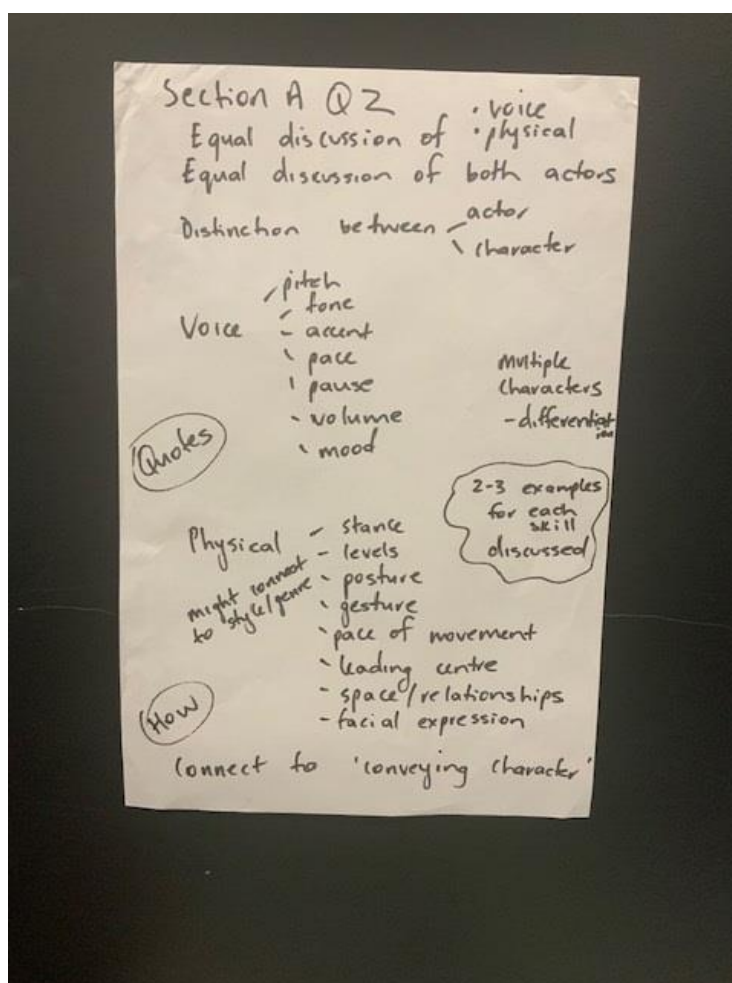 Section A Q2
Equal discussion of • voice
• physical
Equal discussion of both actors
Distinction between - actor
\ character
Voice
- pitch
- tone
- accent
- pace
- pause
- volume
- mood
Multiple
Characters
- differentiation
Quotes
2-3 examples
for each
skill
discussed
Physical
might connect
to style/genre
- stance
- levels
- posture
- gesture
- pace of movement
- leading centre
- space/relationships
- facial expression
How
Connect to 'conveying character'